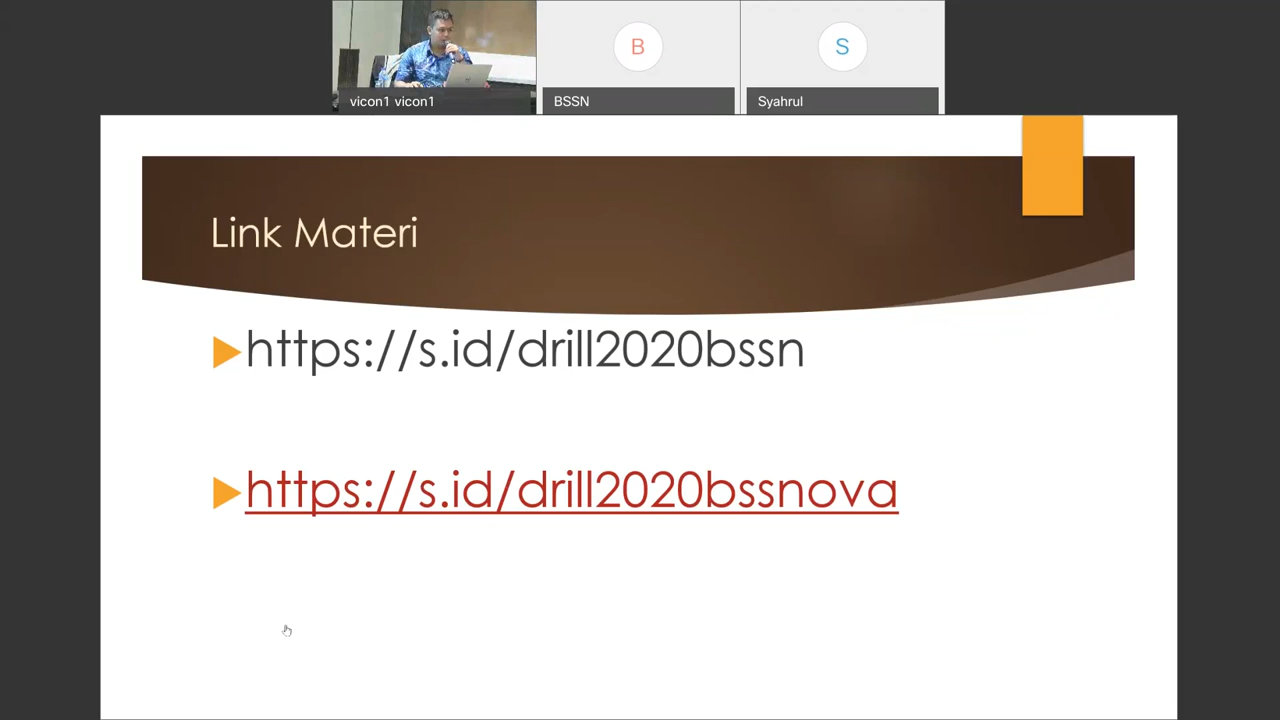 vicon1 vicon1
B
BSSN
S
Syahrul
Link Materi
https://s.id/drill2020bssn
https://s.id/drill2020bssnova